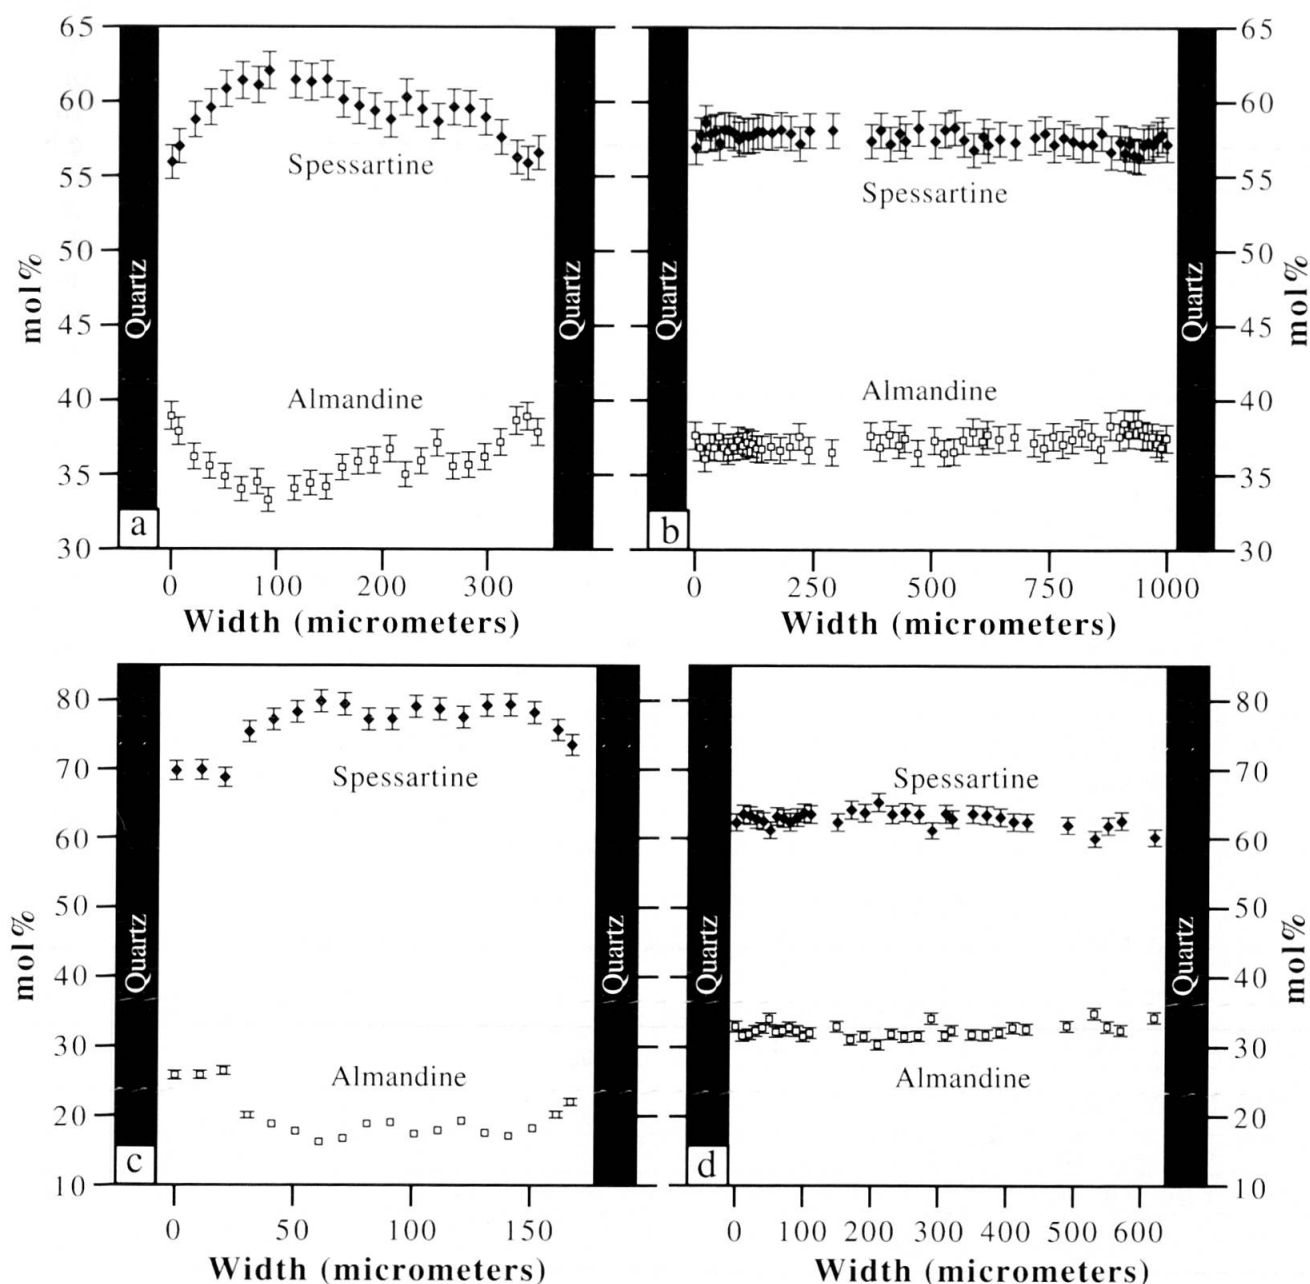 65
60
55
50
45
40
35
30
mol%
Quartz
Spessartine
Almandine
Quartz
a
0 100 200 300
Width (micrometers)
Quartz
Spessartine
Almandine
Quartz
b
65
60
55
50
45
40
35
30
mol%
0 250 500 750 1000
Width (micrometers)
80
70
60
50
40
30
20
10
mol%
Quartz
Spessartine
Almandine
Quartz
c
0 50 100 150
Width (micrometers)
Quartz
Spessartine
Almandine
Quartz
d
80
70
60
50
40
30
20
10
mol%
0 100 200 300 400 500 600
Width (micrometers)